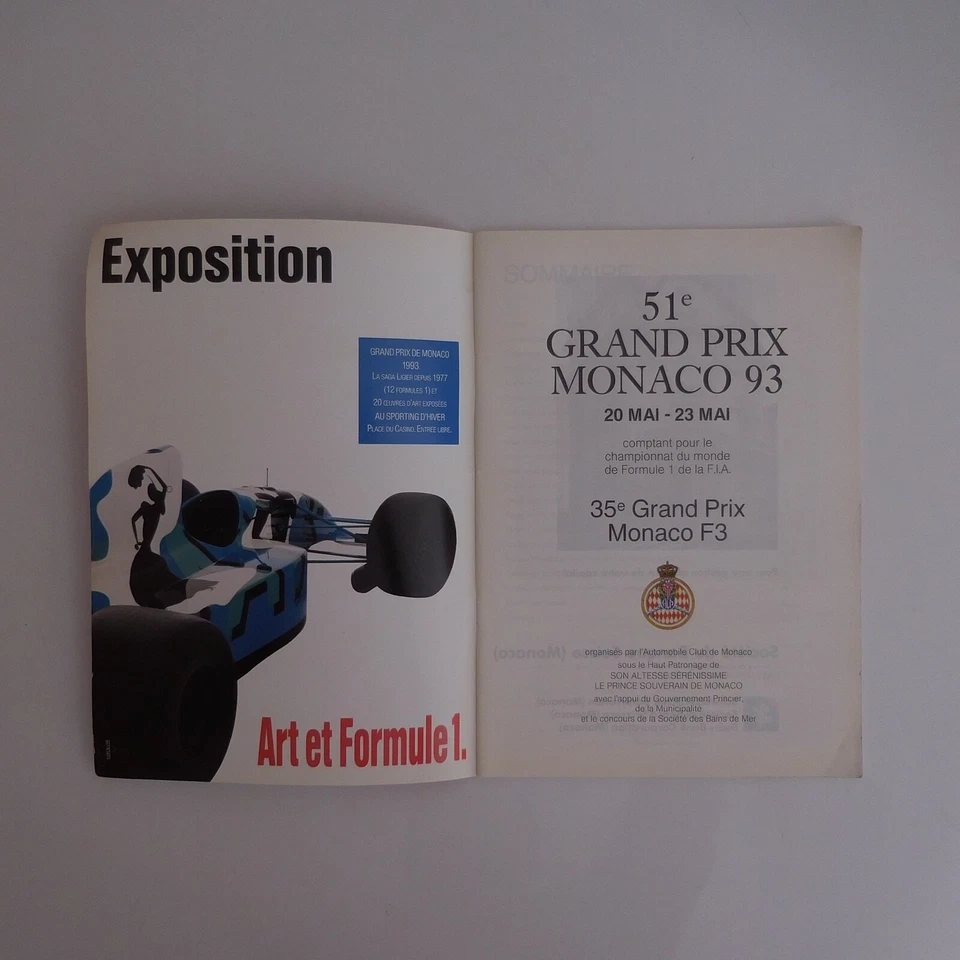 Exposition
GRAND PRIX DE MONACO
1993
LA SAGA LIGIER DEPUIS 1977
(12 FORMULES 1) ET
20 ŒUVRES D'ART EXPOSÉES
AU SPORTING D'HIVER
PLACE DU CASINO. ENTRÉE LIBRE.
Art et Formule 1.
SOMMAIRE
51e
GRAND PRIX
MONACO 93
20 MAI - 23 MAI
comptant pour le
championnat du monde
de Formule 1 de la F.I.A.
35e Grand Prix
Monaco F3
organisés par l'Automobile Club de Monaco
sous le Haut Patronage de
SON ALTESSE SÉRÉNISSIME
LE PRINCE SOUVERAIN DE MONACO
avec l'appui du Gouvernement Princier,
de la Municipalité
et le concours de la Société des Bains de Mer